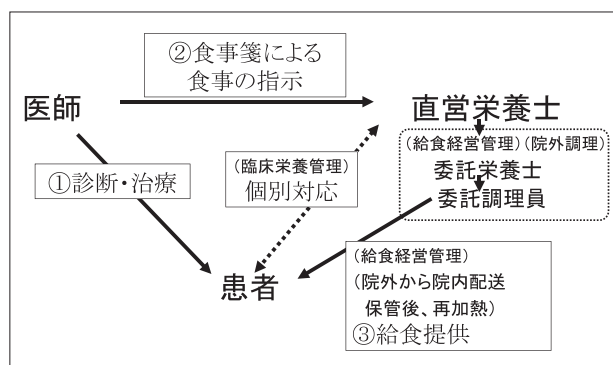 ②食事箋による
食事の指示
医師
直営栄養士
(給食経営管理)(院外調理)
委託栄養士
委託調理員
①診断・治療
(臨床栄養管理)
個別対応
患者
(給食経営管理)
(院外から院内配送
保管後、再加熱)
③給食提供